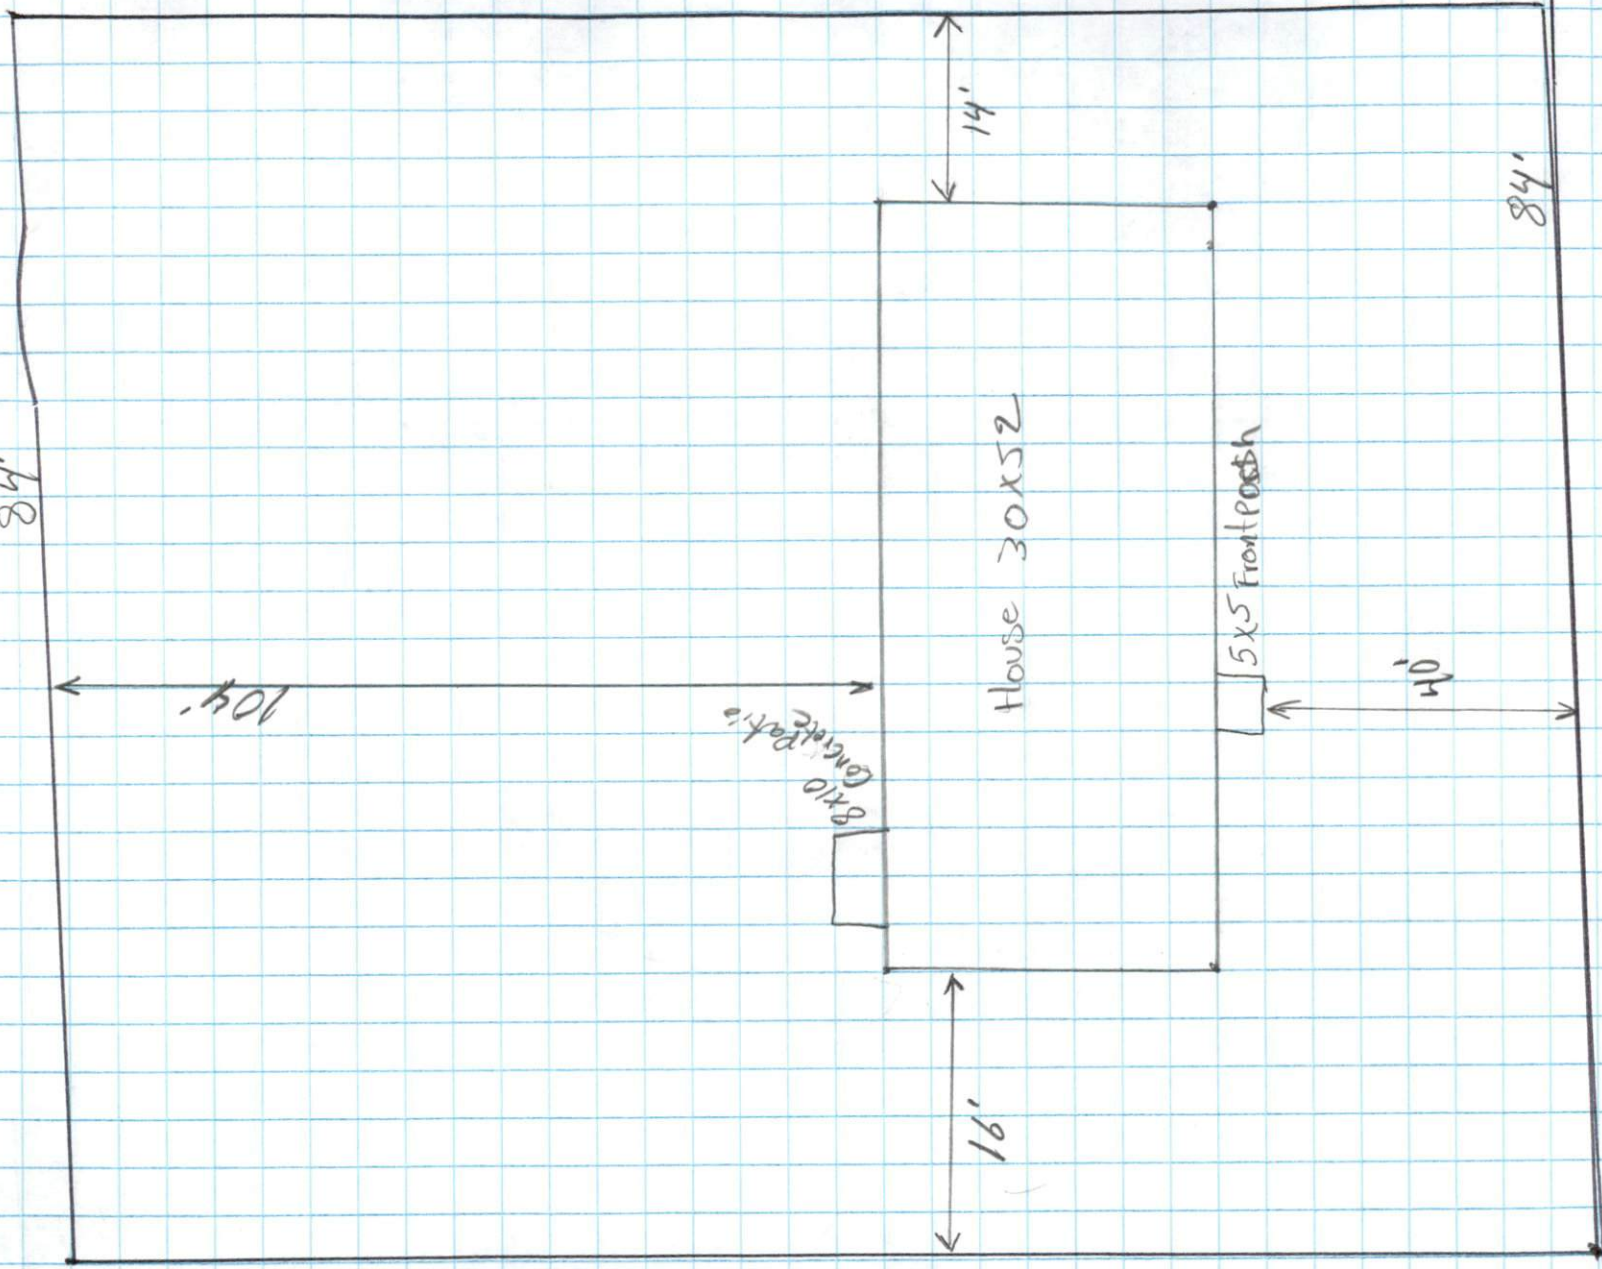 14'
84'
84'
House 30x52
5x5 Front Porch
104'
40'
8x10
Concrete
Patio
16'